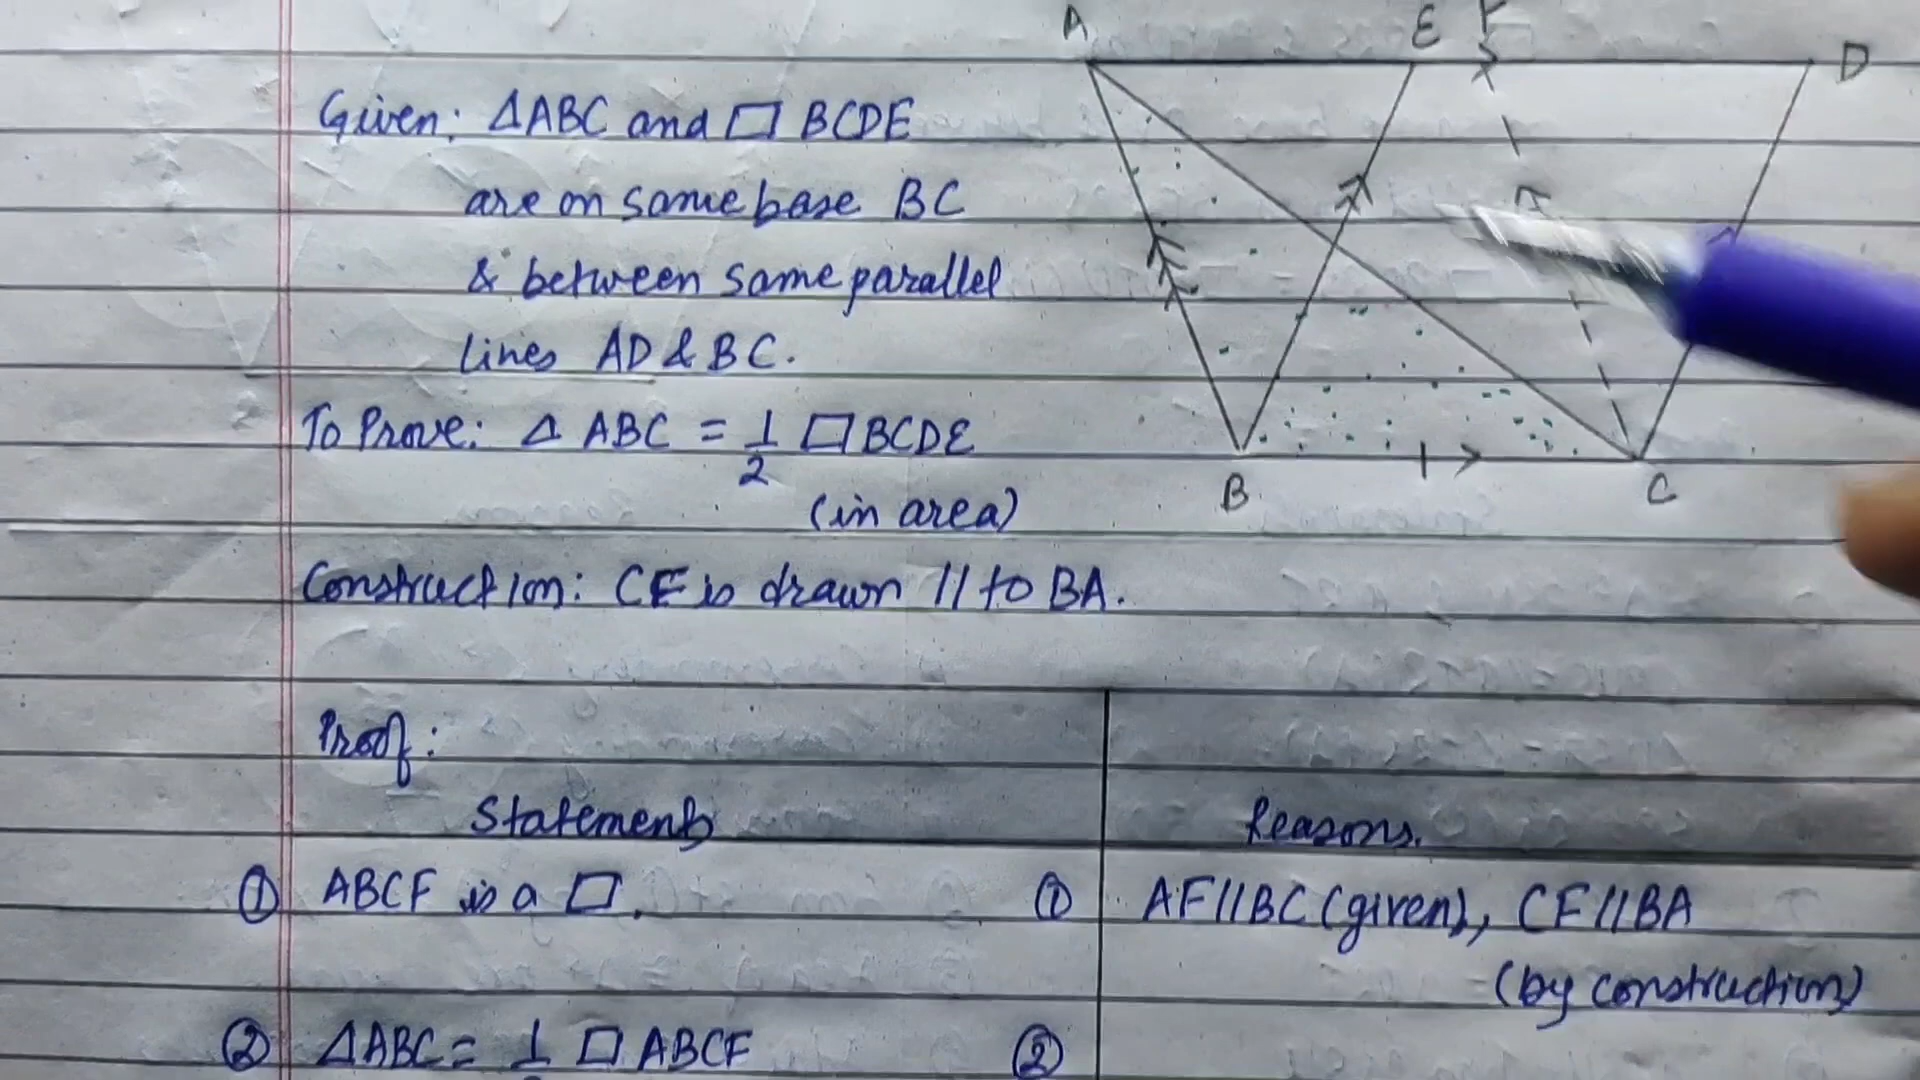 A E F D
Given: △ABC and ▱ BCDE
are on same base BC
& between same parallel
lines AD & BC.
To Prove: △ ABC = 1/2 ▱ BCDE
(in area)
B C
Construction: CF is drawn // to BA.
Proof:
Statements Reasons.
① ABCF is a ▱. ① AF//BC (given), CF//BA
(by construction)
② △ABC = 1/2 ▱ ABCF ②